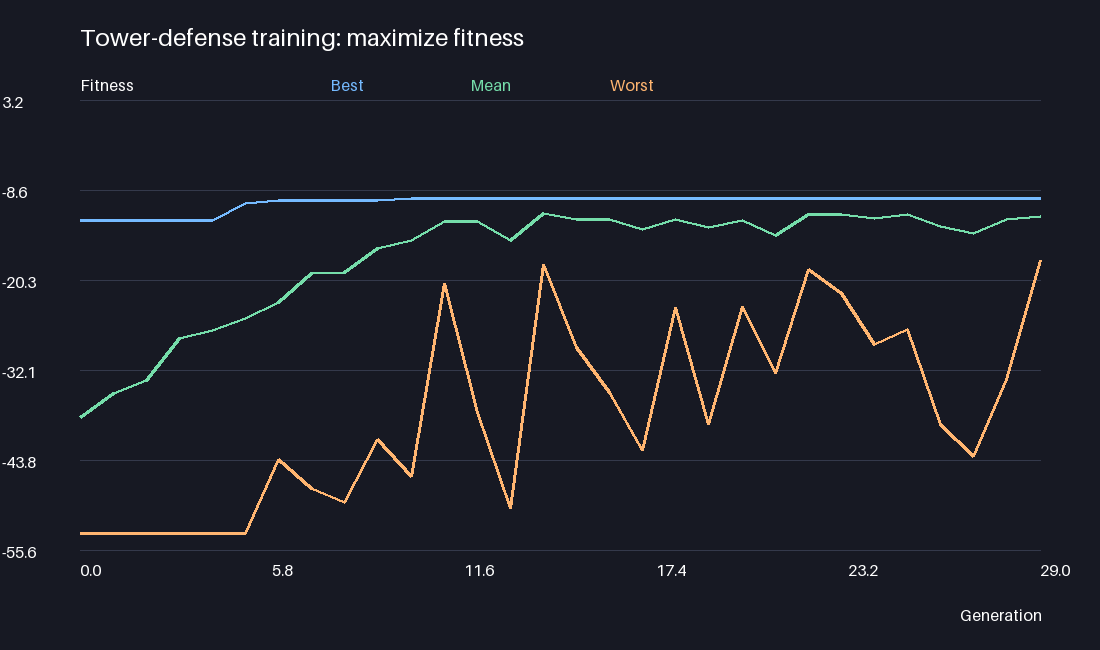 Tower-defense training: maximize fitness
Fitness Best Mean Worst
3.2
-8.6
-20.3
-32.1
-43.8
-55.6
0.0 5.8 11.6 17.4 23.2 29.0
Generation